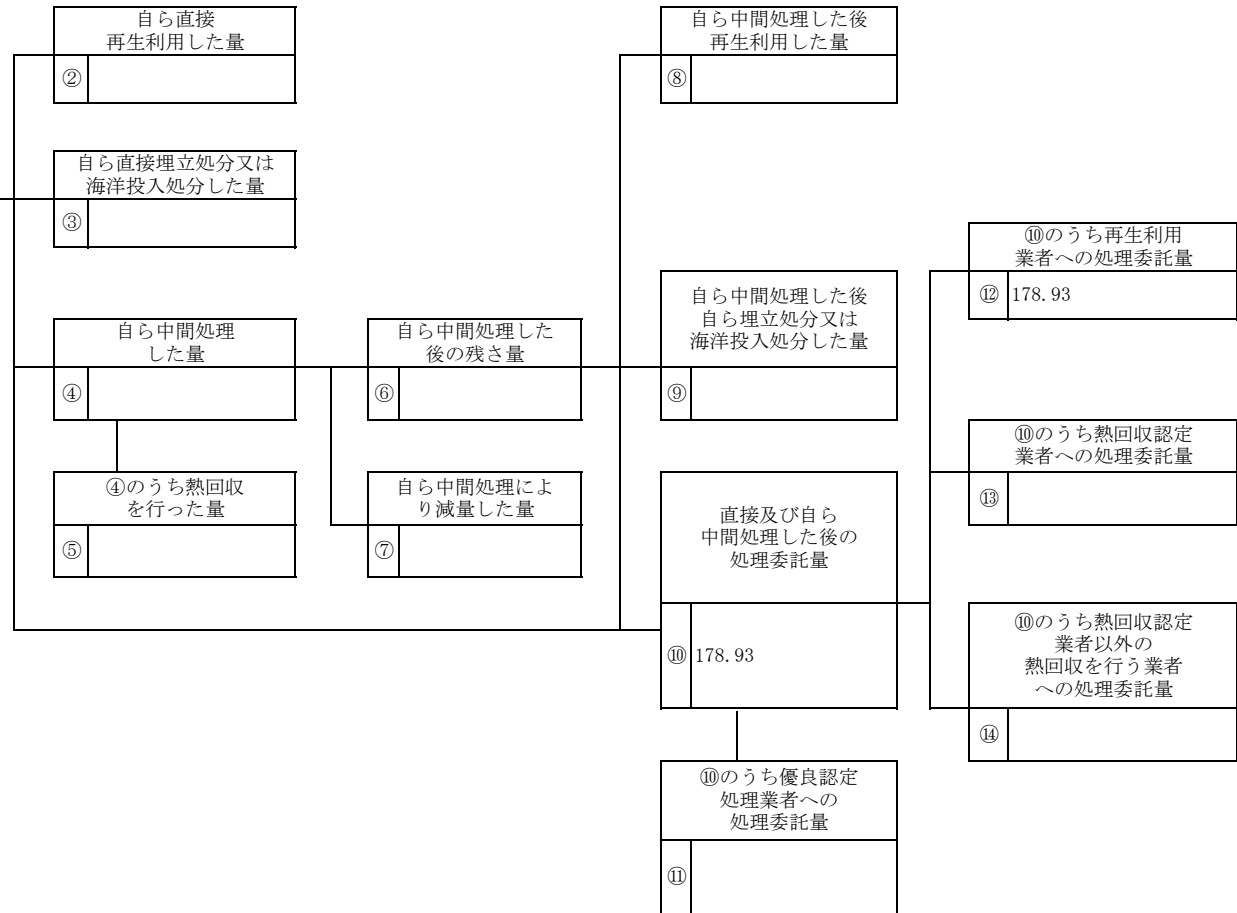 自ら直接
再生利用した量
②
自ら直接埋立処分又は
海洋投入処分した量
③
自ら中間処理
した量
④
④のうち熱回収
を行った量
⑤
自ら中間処理した
後の残さ量
⑥
自ら中間処理によ
り減量した量
⑦
自ら中間処理した後
再生利用した量
⑧
自ら中間処理した後
自ら埋立処分又は
海洋投入処分した量
⑨
直接及び自ら
中間処理した後の
処理委託量
⑩ 178.93
⑩のうち優良認定
処理業者への
処理委託量
⑪
⑩のうち再生利用
業者への処理委託量
⑫ 178.93
⑩のうち熱回収認定
業者への処理委託量
⑬
⑩のうち熱回収認定
業者以外の
熱回収を行う業者
への処理委託量
⑭